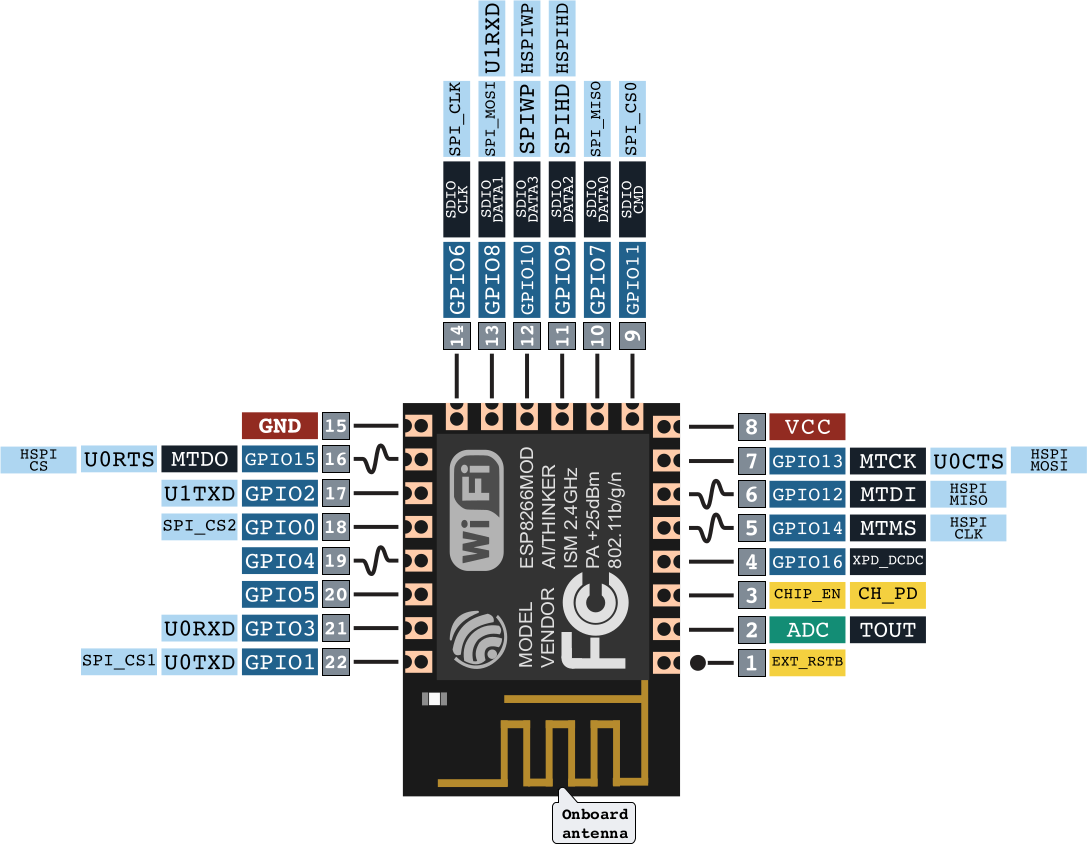 U1RXD
HSPIWP
HSPIHD
SPI_CLK
SPI_MOSI
SPIWP
SPIHD
SPI_MISO
SPI_CS0
SDIO
CLK
SDIO
DATA1
SDIO
DATA3
SDIO
DATA2
SDIO
DATA0
SDIO
CMD
GPIO6
GPIO8
GPIO10
GPIO9
GPIO7
GPIO11
14
13
12
11
10
9
GND 15
HSPI
CS
U0RTS MTDO GPIO15 16
U1TXD GPIO2 17
SPI_CS2 GPIO0 18
GPIO4 19
GPIO5 20
U0RXD GPIO3 21
SPI_CS1 U0TXD GPIO1 22
Wi Fi
MODEL ESP8266MOD
VENDOR AI/THINKER
ISM 2.4GHz
PA +25dBm
802.11b/g/n
FC
8 VCC
7 GPIO13 MTCK U0CTS
HSPI
MOSI
6 GPIO12 MTDI
HSPI
MISO
5 GPIO14 MTMS
HSPI
CLK
4 GPIO16 XPD_DCDC
3 CHIP_EN CH_PD
2 ADC TOUT
1 EXT_RSTB
Onboard
antenna